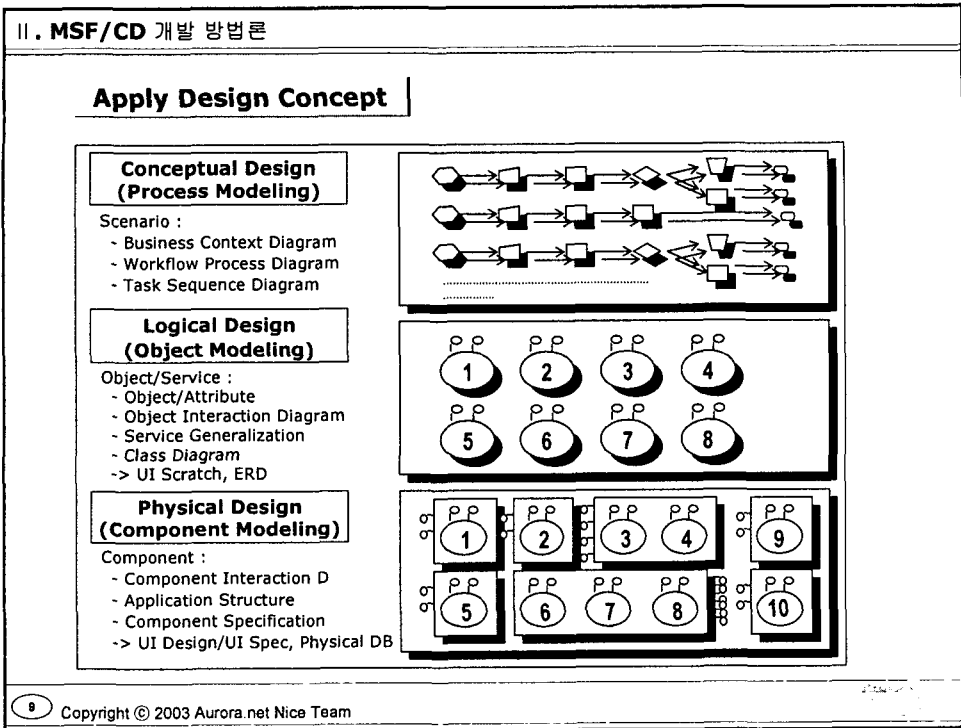 II. MSF/CD 개발 방법론
Apply Design Concept
Conceptual Design
(Process Modeling)
Scenario :
- Business Context Diagram
- Workflow Process Diagram
- Task Sequence Diagram
Logical Design
(Object Modeling)
Object/Service :
- Object/Attribute
- Object Interaction Diagram
- Service Generalization
- Class Diagram
-> UI Scratch, ERD
1 2 3 4
5 6 7 8
Physical Design
(Component Modeling)
Component :
- Component Interaction D
- Application Structure
- Component Specification
-> UI Design/UI Spec, Physical DB
1 2 3 4 9
5 6 7 8 10
9 Copyright © 2003 Aurora.net Nice Team